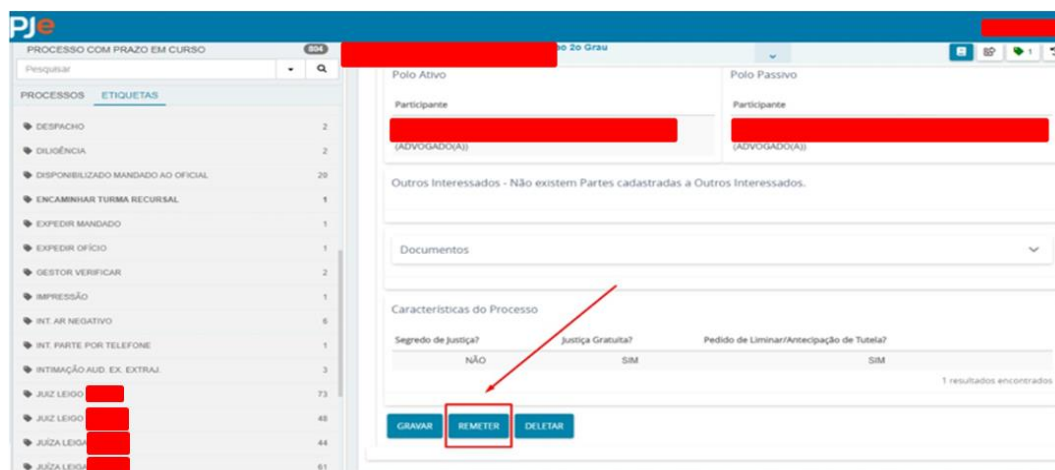 PJe
PROCESSO COM PRAZO EM CURSO 804
no 2o Grau
1
Pesquisar
PROCESSOS ETIQUETAS
DESPACHO 2
DILIGÊNCIA 2
DISPONIBILIZADO MANDADO AO OFICIAL 20
ENCAMINHAR TURMA RECURSAL 1
EXPEDIR MANDADO 1
EXPEDIR OFÍCIO 1
GESTOR VERIFICAR 2
IMPRESSÃO 1
INT. AR NEGATIVO 6
INT. PARTE POR TELEFONE 1
INTIMAÇÃO AUD. EX. EXTRAJ. 3
JUIZ LEIGO 73
JUIZ LEIGO 48
JUÍZA LEIGA 44
JUÍZA LEIGA 61
Polo Ativo Polo Passivo
Participante Participante
(ADVOGADO(A)) (ADVOGADO(A))
Outros Interessados - Não existem Partes cadastradas a Outros Interessados.
Documentos
Características do Processo
Segredo de Justiça? Justiça Gratuita? Pedido de Liminar/Antecipação de Tutela?
NÃO SIM SIM
1 resultados encontrados
GRAVAR REMETER DELETAR